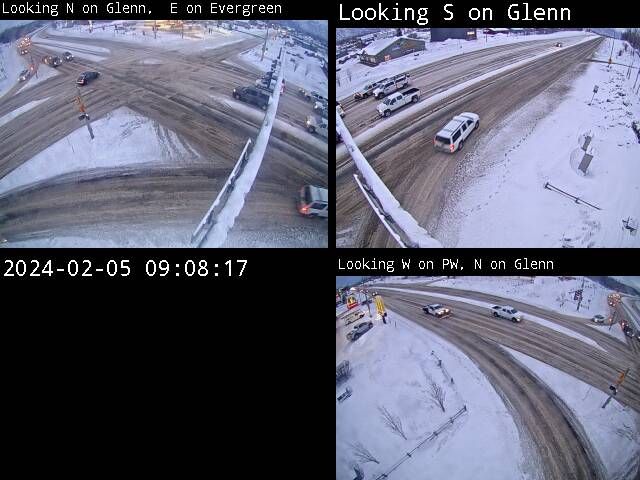 Looking N on Glenn,  E on Evergreen
Looking S on Glenn
2024-02-05 09:08:17
Looking W on PW, N on Glenn